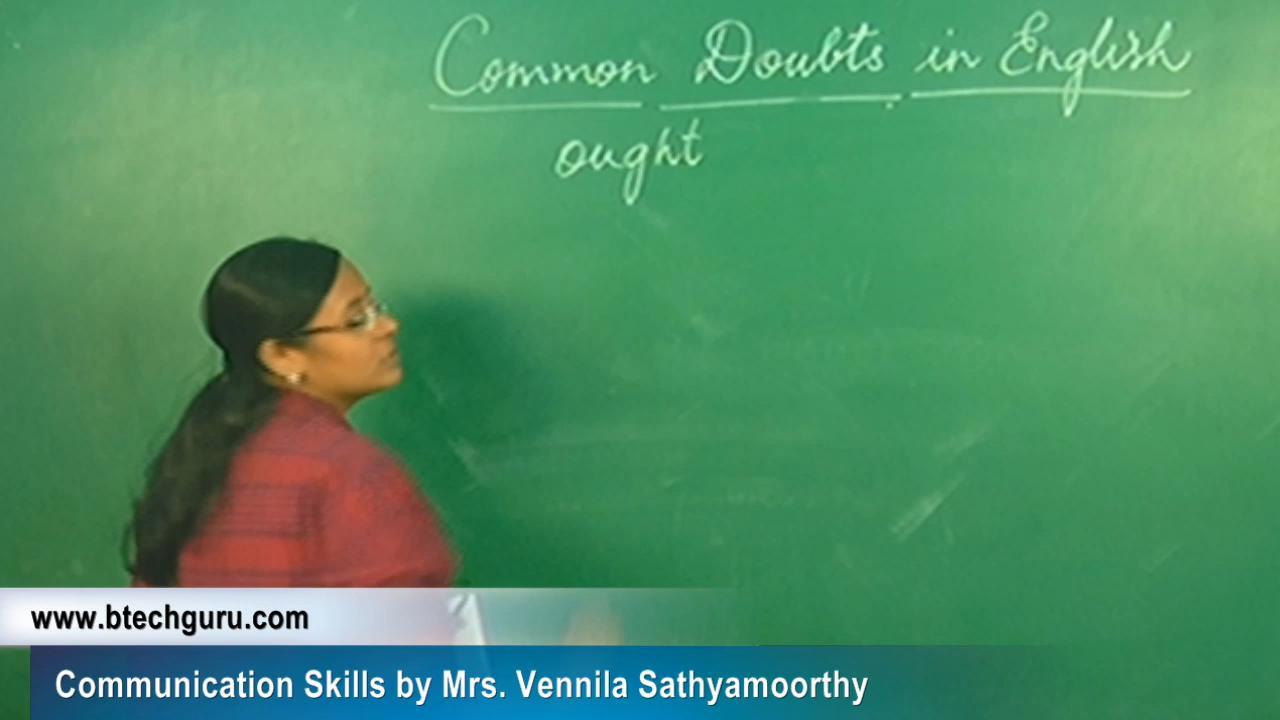 Common Doubts in English
ought
www.btechguru.com
Communication Skills by Mrs. Vennila Sathyamoorthy